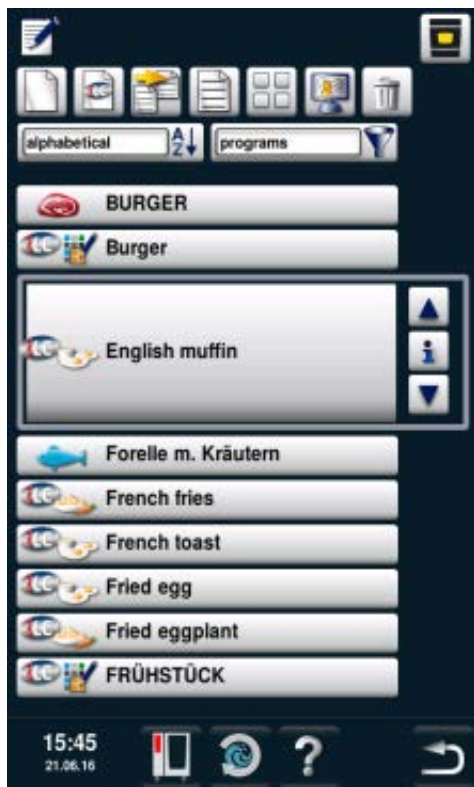 alphabetical
programs
BURGER
Burger
English muffin
Forelle m. Kräutern
French fries
French toast
Fried egg
Fried eggplant
FRÜHSTÜCK
15:45
21.06.16
?